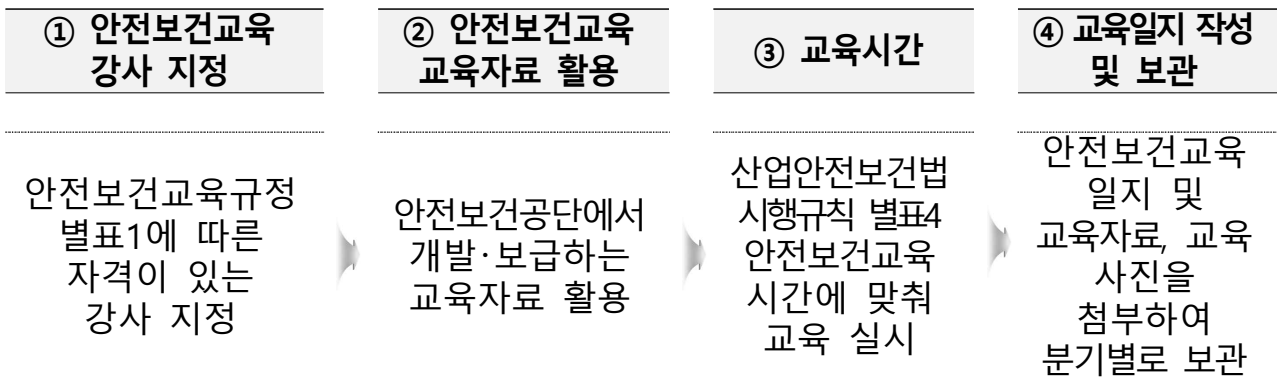 ① 안전보건교육
강사 지정
② 안전보건교육
교육자료 활용
③ 교육시간
④ 교육일지 작성
및 보관
안전보건교육규정
별표1에 따른
자격이 있는
강사 지정
안전보건공단에서
개발·보급하는
교육자료 활용
산업안전보건법
시행규칙 별표4
안전보건교육
시간에 맞춰
교육 실시
안전보건교육
일지 및
교육자료, 교육
사진을
첨부하여
분기별로 보관